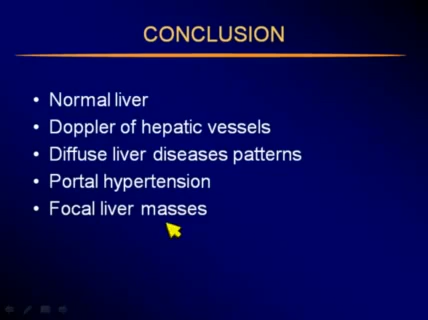 CONCLUSION
• Normal liver
• Doppler of hepatic vessels
• Diffuse liver diseases patterns
• Portal hypertension
• Focal liver masses